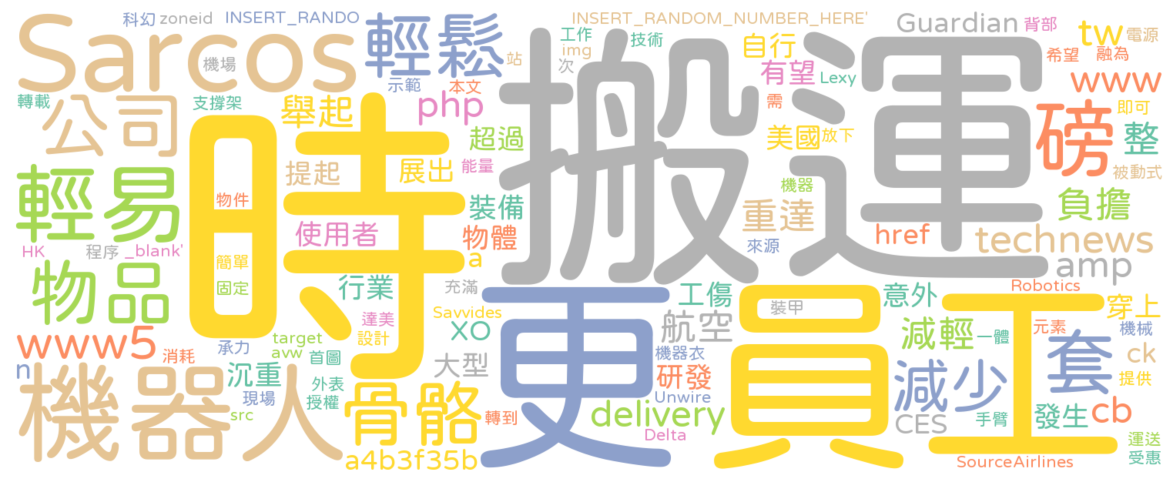 科幻 zoneid INSERT_RANDO
INSERT_RANDOM_NUMBER_HERE'
Guardian 背部
tw 電源
Sarcos
機場
輕鬆
站
示範
工作
img
次
技術
自行
有望
Lexy
希望 融為
www
轉載
公司
支撐架
舉起
php
本文
超過
搬運
需
美國 放下
磅
即可
整
輕易
提起
展出
能量
時
物件
裝備
機器
重達
被動式
負擔
HK 程序 _blank'
簡單
固定
使用者
物體
a
來源
href
technews
amp
物品
行業
充滿
Savvides
XO
工傷
航空
裝甲
意外
Robotics
穿上
www5
消耗
n
承力
target
avw
首圖
達美
設計
大型
更
機器衣
研發
Unwire
員
減輕
一體
元素
機械
ck
提供
工
套
機器人
沉重
現場
src
外表
授權
骨骼
轉到
a4b3f35b
delivery
Delta
減少
CES
手臂
發生
cb
SourceAirlines
運送
受惠